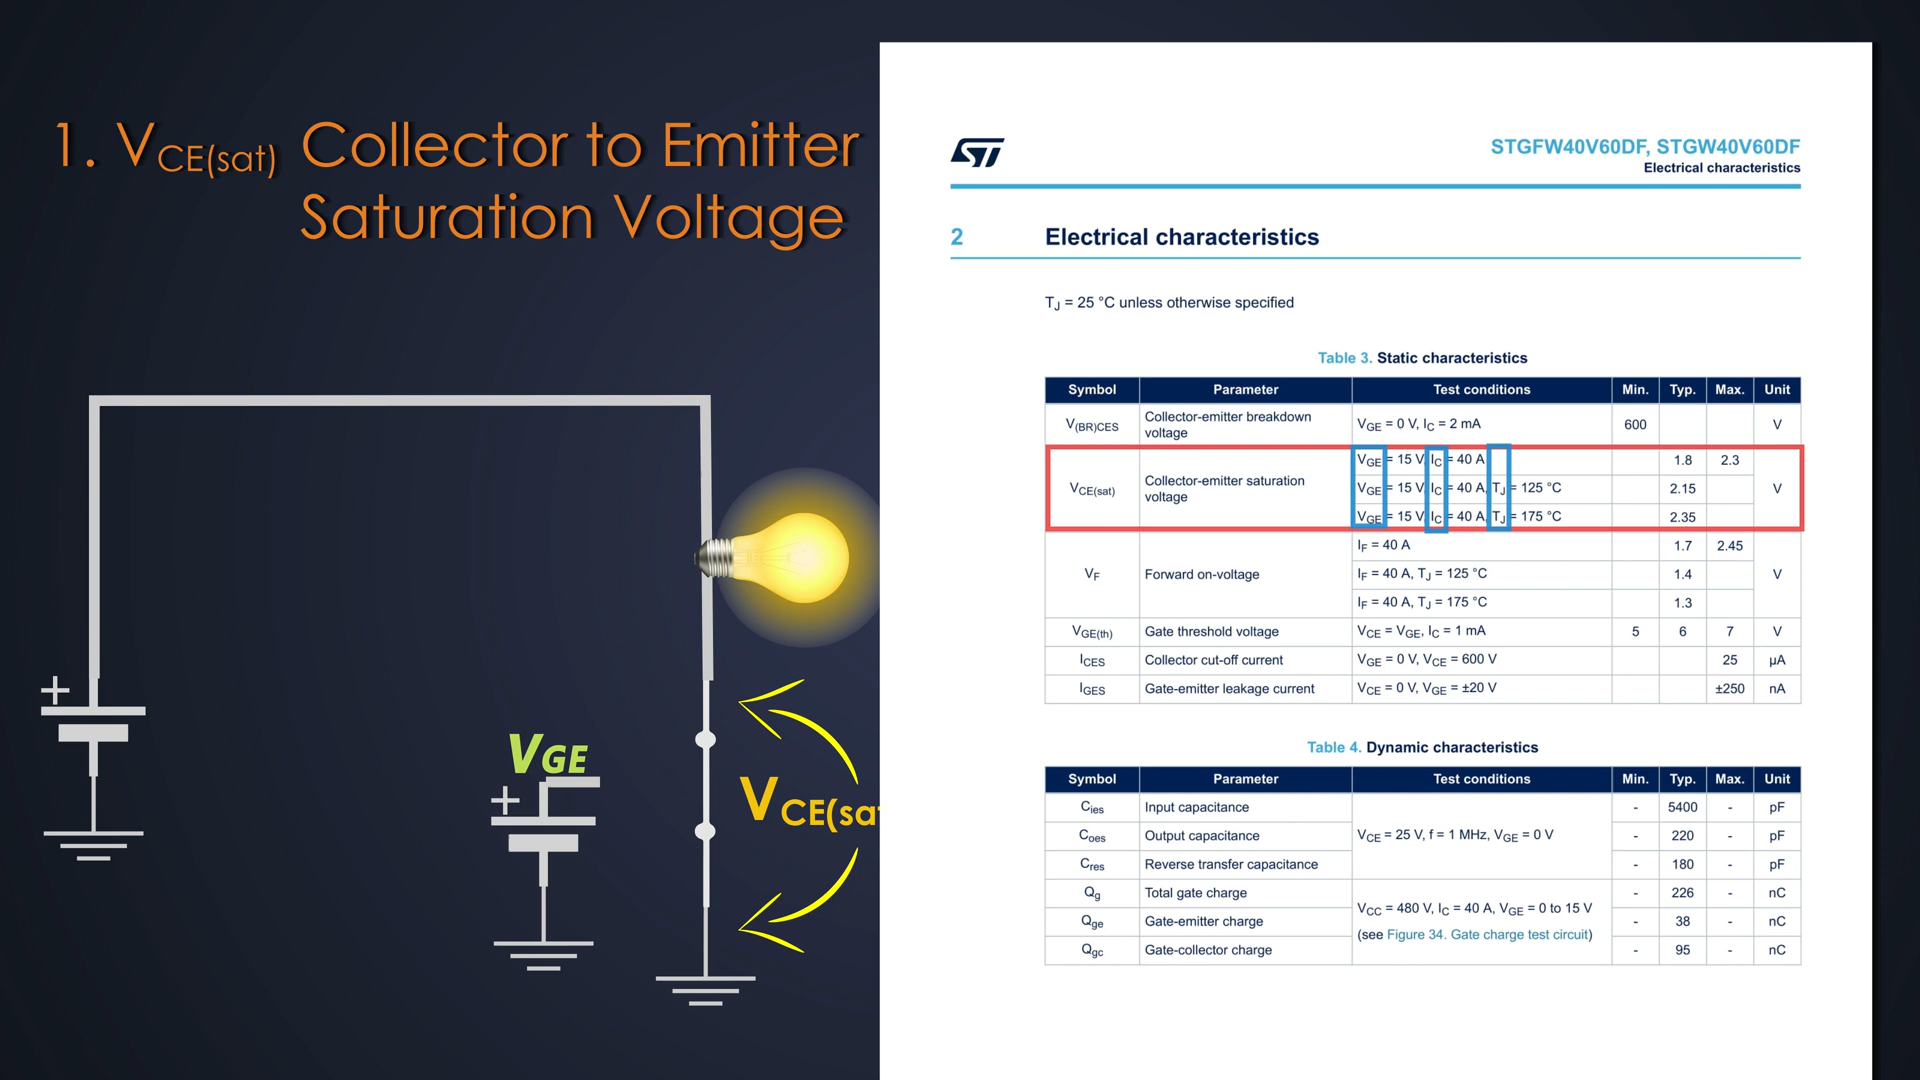 1. VCE(sat) Collector to Emitter
Saturation Voltage
+
VGE
+
VCE(sa
ST
STGFW40V60DF, STGW40V60DF
Electrical characteristics
2 Electrical characteristics
TJ = 25 °C unless otherwise specified
Table 3. Static characteristics
Symbol Parameter Test conditions Min. Typ. Max. Unit
V(BR)CES Collector-emitter breakdown voltage VGE = 0 V, IC = 2 mA 600 V
VCE(sat) Collector-emitter saturation voltage VGE = 15 V, IC = 40 A 1.8 2.3 V
VGE = 15 V, IC = 40 A, TJ = 125 °C 2.15
VGE = 15 V, IC = 40 A, TJ = 175 °C 2.35
VF Forward on-voltage IF = 40 A 1.7 2.45 V
IF = 40 A, TJ = 125 °C 1.4
IF = 40 A, TJ = 175 °C 1.3
VGE(th) Gate threshold voltage VCE = VGE, IC = 1 mA 5 6 7 V
ICES Collector cut-off current VGE = 0 V, VCE = 600 V 25 µA
IGES Gate-emitter leakage current VCE = 0 V, VGE = ±20 V ±250 nA
Table 4. Dynamic characteristics
Symbol Parameter Test conditions Min. Typ. Max. Unit
Cies Input capacitance - 5400 - pF
Coes Output capacitance VCE = 25 V, f = 1 MHz, VGE = 0 V - 220 - pF
Cres Reverse transfer capacitance - 180 - pF
Qg Total gate charge - 226 - nC
VCC = 480 V, IC = 40 A, VGE = 0 to 15 V
Qge Gate-emitter charge - 38 - nC
(see Figure 34. Gate charge test circuit)
Qgc Gate-collector charge - 95 - nC